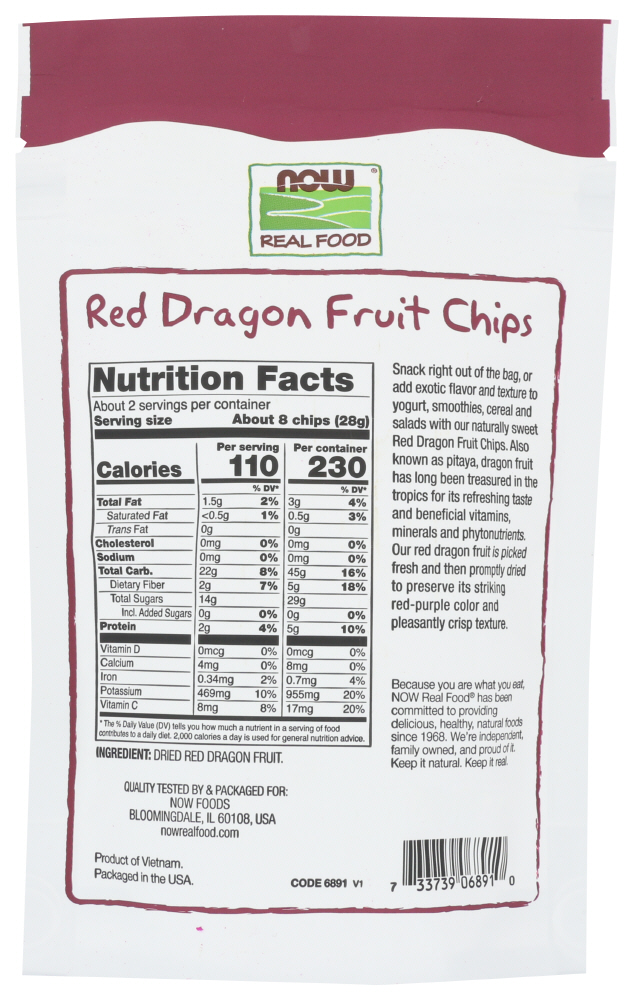 NOW®
REAL FOOD
Red Dragon Fruit Chips
Nutrition Facts
About 2 servings per container
Serving size About 8 chips (28g)
Per serving Per container
Calories 110 230
% DV* % DV*
Total Fat 1.5g 2% 3g 4%
Saturated Fat <0.5g 1% 0.5g 3%
Trans Fat 0g 0g
Cholesterol 0mg 0% 0mg 0%
Sodium 0mg 0% 0mg 0%
Total Carb. 22g 8% 45g 16%
Dietary Fiber 2g 7% 5g 18%
Total Sugars 14g 29g
Incl. Added Sugars 0g 0% 0g 0%
Protein 2g 4% 5g 10%
Vitamin D 0mcg 0% 0mcg 0%
Calcium 4mg 0% 8mg 0%
Iron 0.34mg 2% 0.7mg 4%
Potassium 469mg 10% 955mg 20%
Vitamin C 8mg 8% 17mg 20%
* The % Daily Value (DV) tells you how much a nutrient in a serving of food
contributes to a daily diet. 2,000 calories a day is used for general nutrition advice.
INGREDIENT: DRIED RED DRAGON FRUIT.
QUALITY TESTED BY & PACKAGED FOR:
NOW FOODS
BLOOMINGDALE, IL 60108, USA
nowrealfood.com
Product of Vietnam.
Packaged in the USA.
CODE 6891 V1
Snack right out of the bag, or
add exotic flavor and texture to
yogurt, smoothies, cereal and
salads with our naturally sweet
Red Dragon Fruit Chips. Also
known as pitaya, dragon fruit
has long been treasured in the
tropics for its refreshing taste
and beneficial vitamins,
minerals and phytonutrients.
Our red dragon fruit is picked
fresh and then promptly dried
to preserve its striking
red-purple color and
pleasantly crisp texture.
Because you are what you eat,
NOW Real Food® has been
committed to providing
delicious, healthy, natural foods
since 1968. We're independent,
family owned, and proud of it.
Keep it natural. Keep it real.
7 33739 06891 0